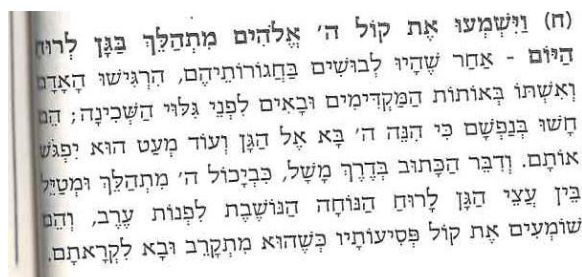 (ח) וַיִּשְׁמְעוּ אֶת קוֹל ה' אֱלֹהִים מִתְהַלֵּךְ בַּגָּן לְרוּחַ
הַיּוֹם - אַחַר שֶׁהָיוּ לְבוּשִׁים בַּחֲגוֹרוֹתֵיהֶם, הִרְגִּישׁוּ הָאָדָם
וְאִשְׁתּוֹ בְּאוֹתוֹת הַמַּקְדִּימִים וּבָאִים לִפְנֵי גִּלּוּי הַשְּׁכִינָה; הֵם
חָשׁוּ בְּנַפְשָׁם כִּי הִנֵּה ה' בָּא אֶל הַגָּן וְעוֹד מְעַט הוּא יִפְגֹּשׁ
אוֹתָם. וְדִבֵּר הַכָּתוּב בְּדֶרֶךְ מָשָׁל, כִּבְיָכוֹל ה' מִתְהַלֵּךְ וּמְטַיֵּל
בֵּין עֲצֵי הַגָּן לָרוּחַ הַנּוֹחָה הַנּוֹשֶׁבֶת לִפְנוֹת עֶרֶב, וְהֵם
שׁוֹמְעִים אֶת קוֹל פְּסִיעוֹתָיו כְּשֶׁהוּא מִתְקָרֵב וּבָא לִקְרָאתָם.